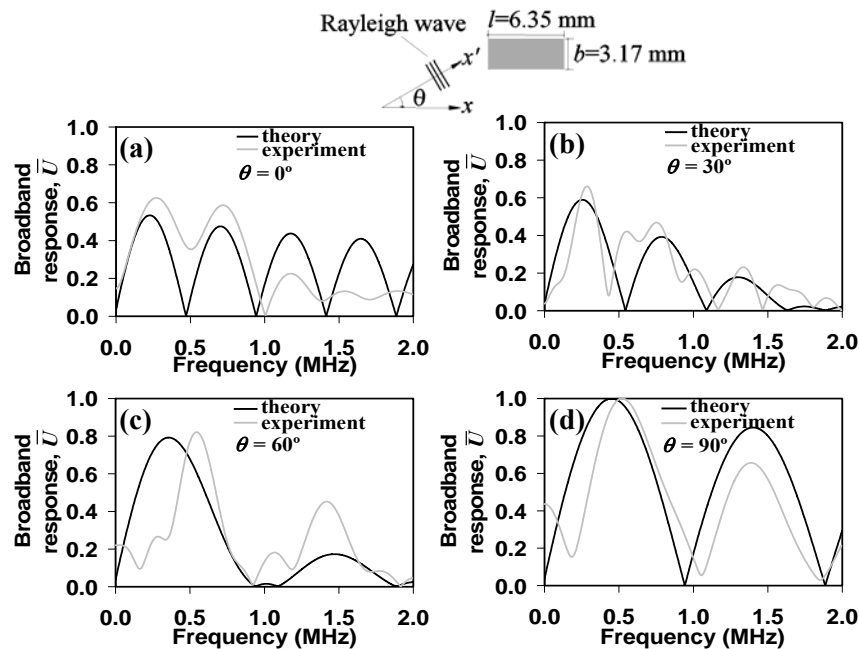 l=6.35 mm
Rayleigh wave
x′
b=3.17 mm
θ
x
(a)
theory
experiment
θ = 0º
Broadband
response, U̅
1.0
0.8
0.6
0.4
0.2
0.0
0.0 0.5 1.0 1.5 2.0
Frequency (MHz)
(b)
theory
experiment
θ = 30º
Broadband
response, U̅
1.0
0.8
0.6
0.4
0.2
0.0
0.0 0.5 1.0 1.5 2.0
Frequency (MHz)
(c)
theory
experiment
θ = 60º
Broadband
response, U̅
1.0
0.8
0.6
0.4
0.2
0.0
0.0 0.5 1.0 1.5 2.0
Frequency (MHz)
(d)
theory
experiment
θ = 90º
Broadband
response, U̅
1.0
0.8
0.6
0.4
0.2
0.0
0.0 0.5 1.0 1.5 2.0
Frequency (MHz)